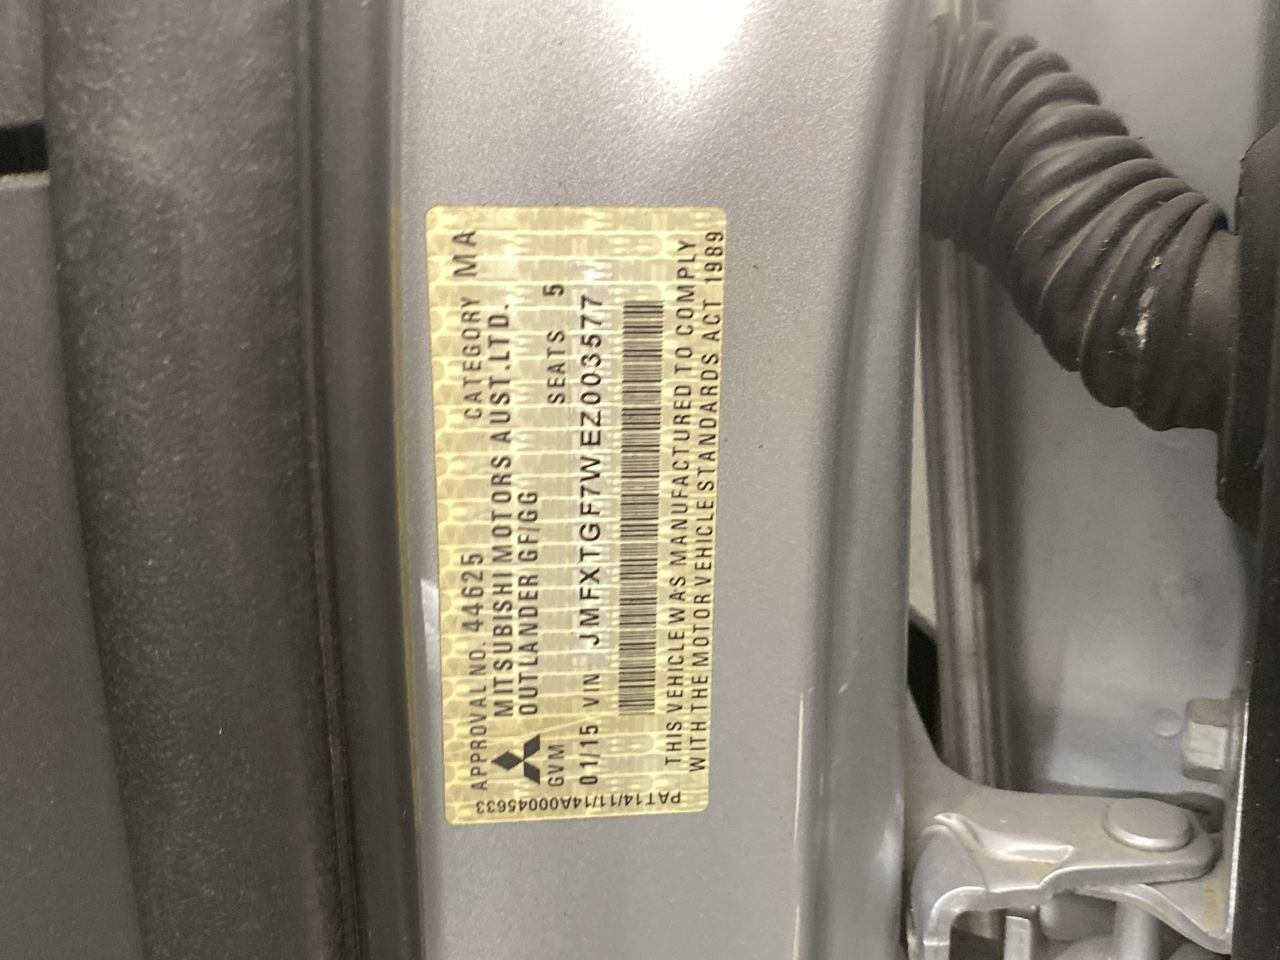 APPROVAL NO. 44625 CATEGORY MA
MITSUBISHI MOTORS AUST.LTD.
OUTLANDER GF/GG
GVM SEATS 5
01/15 VIN JMFXTGF7WEZ003577
THIS VEHICLE WAS MANUFACTURED TO COMPLY
WITH THE MOTOR VEHICLE STANDARDS ACT 1989
PAT14/11/14A00045633